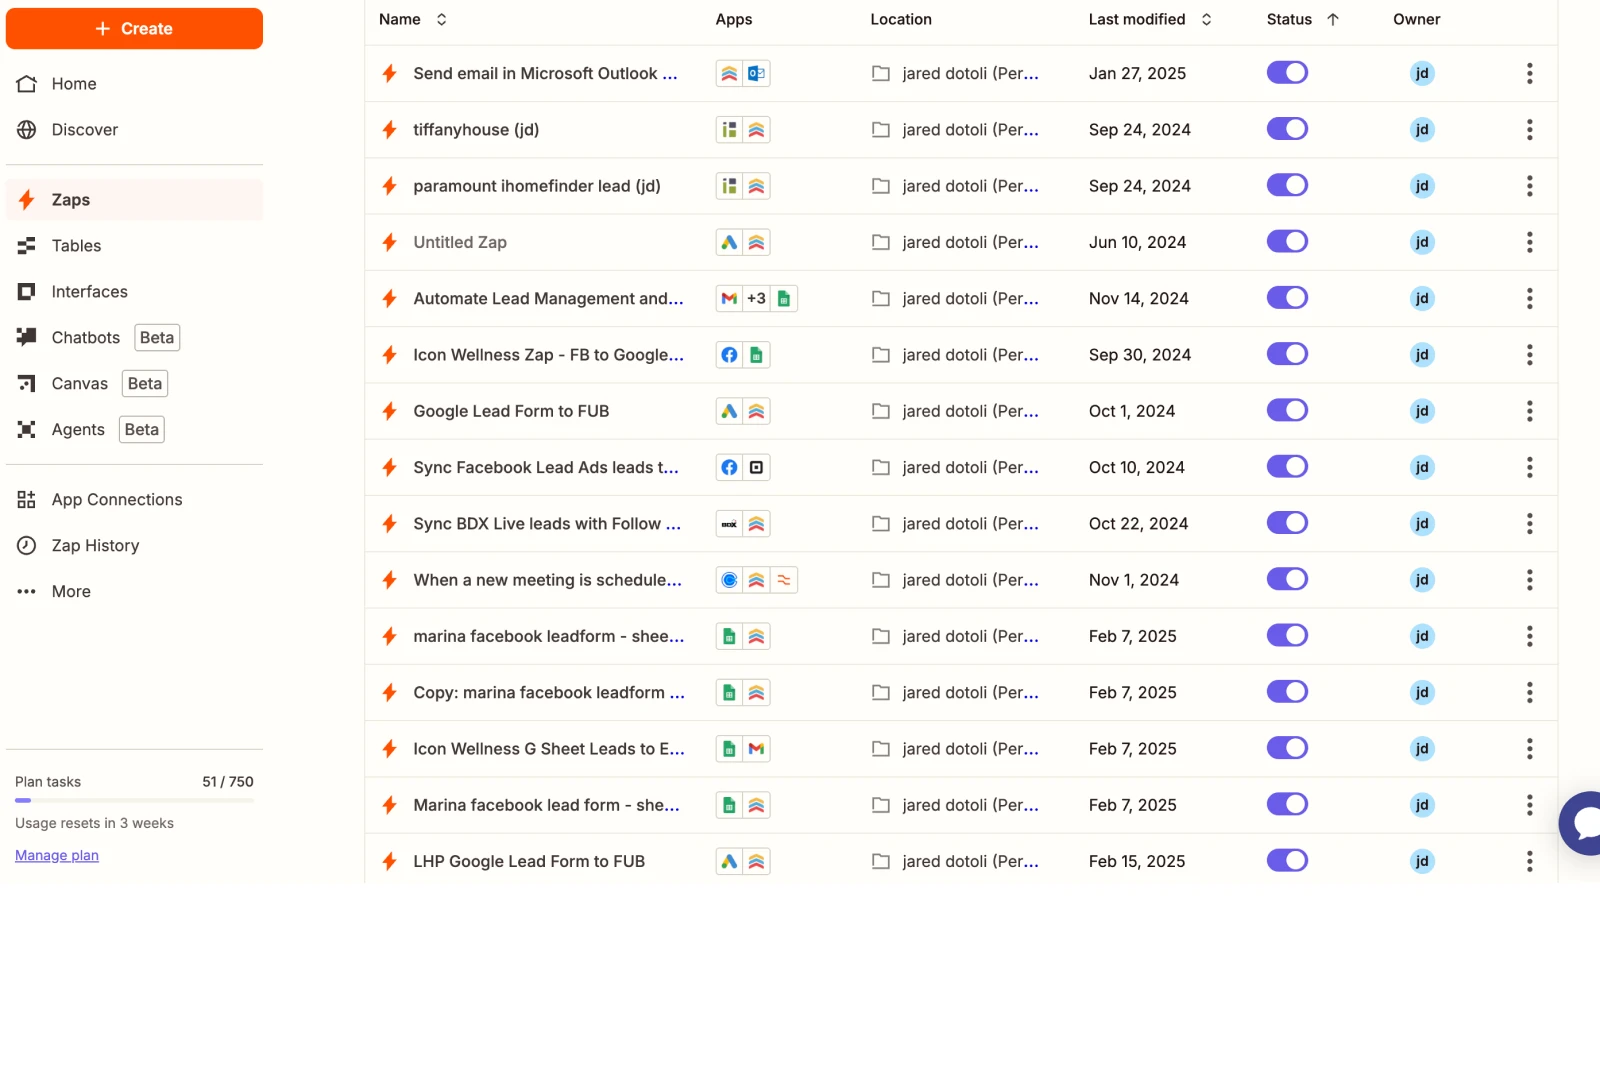 + Create
Home
Discover
Zaps
Tables
Interfaces
Chatbots Beta
Canvas Beta
Agents Beta
App Connections
Zap History
More
Plan tasks 51 / 750
Usage resets in 3 weeks
Manage plan
Name Apps Location Last modified Status Owner
Send email in Microsoft Outlook ... jared dotoli (Per... Jan 27, 2025 jd
tiffanyhouse (jd) jared dotoli (Per... Sep 24, 2024 jd
paramount ihomefinder lead (jd) jared dotoli (Per... Sep 24, 2024 jd
Untitled Zap jared dotoli (Per... Jun 10, 2024 jd
Automate Lead Management and... +3 jared dotoli (Per... Nov 14, 2024 jd
Icon Wellness Zap - FB to Google... jared dotoli (Per... Sep 30, 2024 jd
Google Lead Form to FUB jared dotoli (Per... Oct 1, 2024 jd
Sync Facebook Lead Ads leads t... jared dotoli (Per... Oct 10, 2024 jd
Sync BDX Live leads with Follow ... BDX jared dotoli (Per... Oct 22, 2024 jd
When a new meeting is schedule... jared dotoli (Per... Nov 1, 2024 jd
marina facebook leadform - shee... jared dotoli (Per... Feb 7, 2025 jd
Copy: marina facebook leadform ... jared dotoli (Per... Feb 7, 2025 jd
Icon Wellness G Sheet Leads to E... jared dotoli (Per... Feb 7, 2025 jd
Marina facebook lead form - she... jared dotoli (Per... Feb 7, 2025 jd
LHP Google Lead Form to FUB jared dotoli (Per... Feb 15, 2025 jd